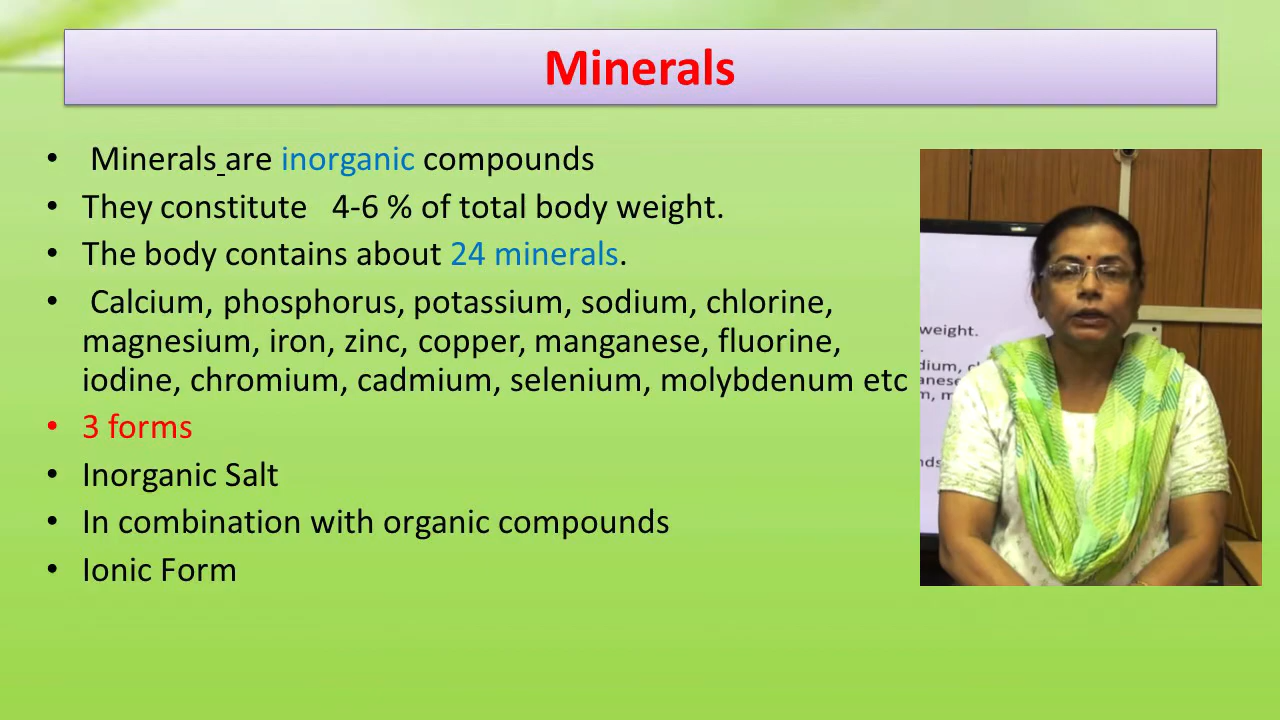 Minerals
• Minerals are inorganic compounds
• They constitute 4-6 % of total body weight.
• The body contains about 24 minerals.
• Calcium, phosphorus, potassium, sodium, chlorine,
magnesium, iron, zinc, copper, manganese, fluorine,
iodine, chromium, cadmium, selenium, molybdenum etc
• 3 forms
• Inorganic Salt
• In combination with organic compounds
• Ionic Form
weight.